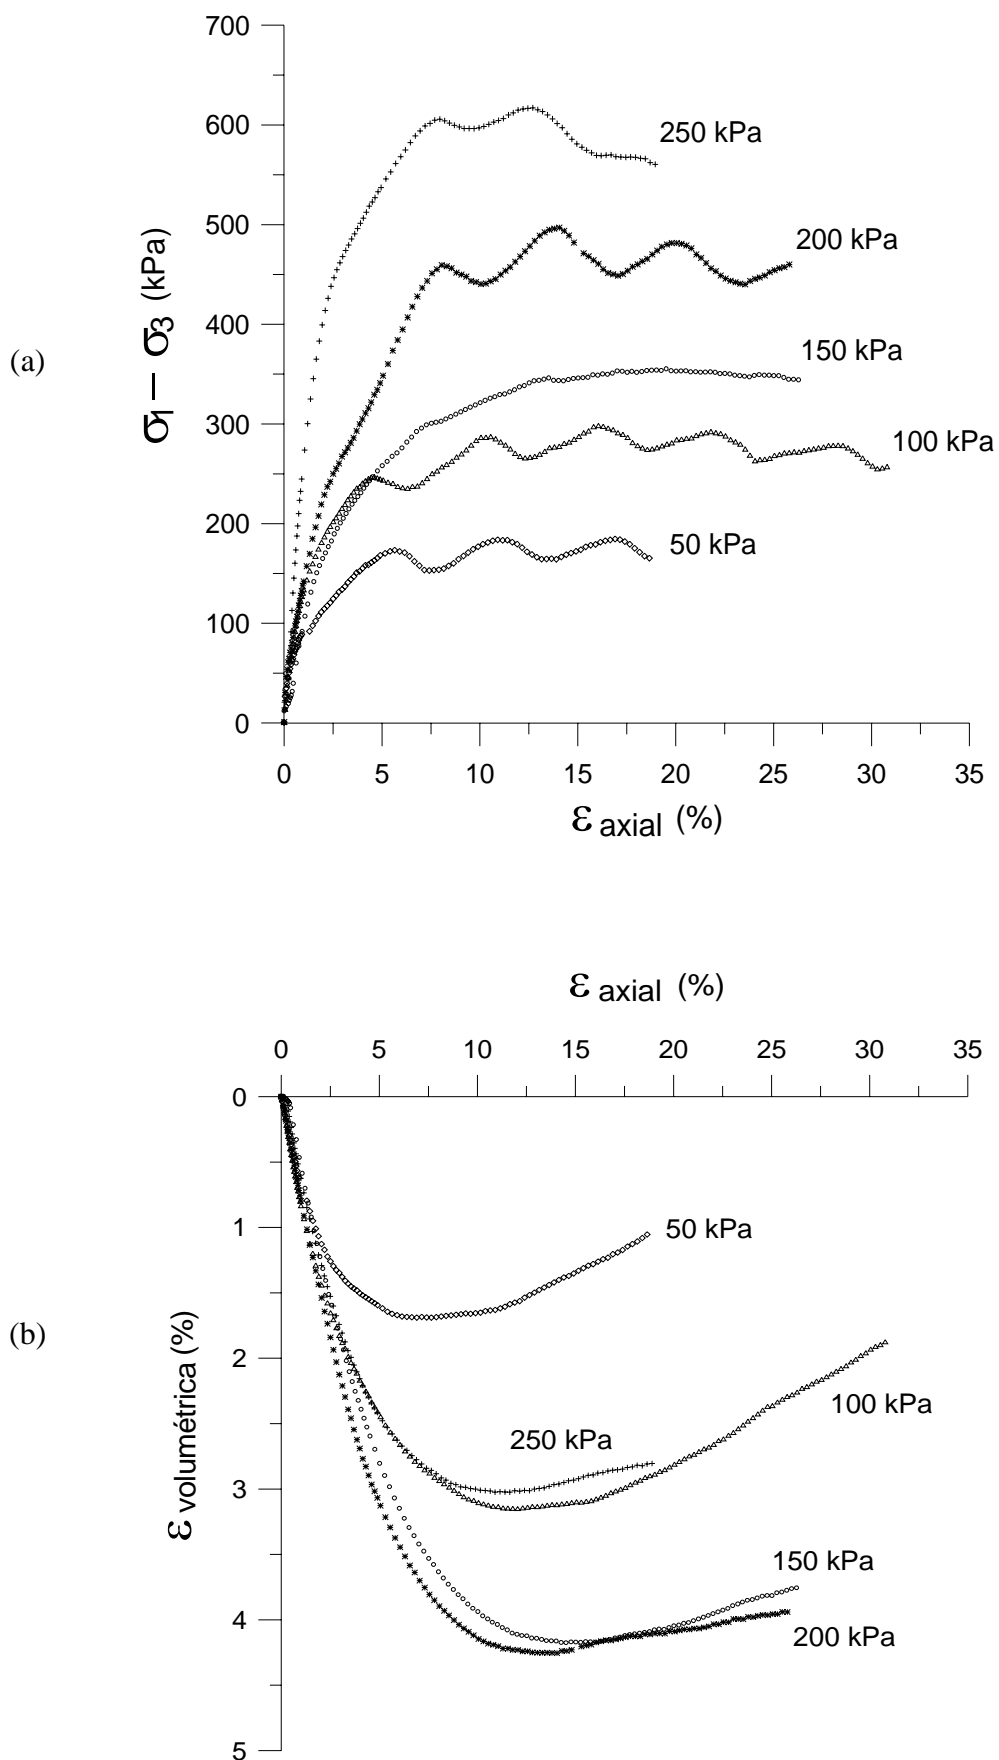 700
600
500
400
300
200
100
0
σ1 – σ3 (kPa)
(a)
250 kPa
200 kPa
150 kPa
100 kPa
50 kPa
0 5 10 15 20 25 30 35
ε axial (%)
ε axial (%)
0 5 10 15 20 25 30 35
0
1
2
3
4
5
ε volumétrica (%)
(b)
50 kPa
100 kPa
250 kPa
150 kPa
200 kPa